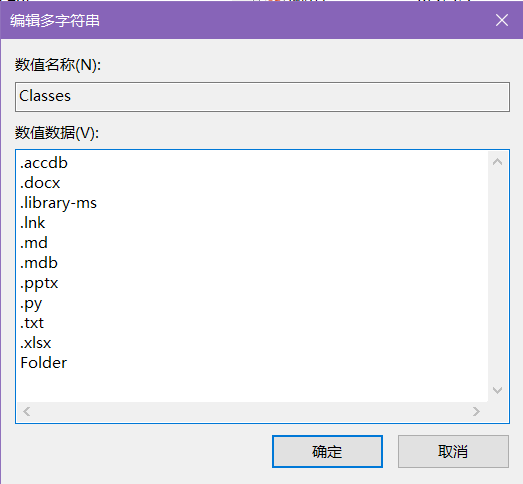 编辑多字符串
数值名称(N):
Classes
数值数据(V):
.accdb
.docx
.library-ms
.lnk
.md
.mdb
.pptx
.py
.txt
.xlsx
Folder
确定
取消